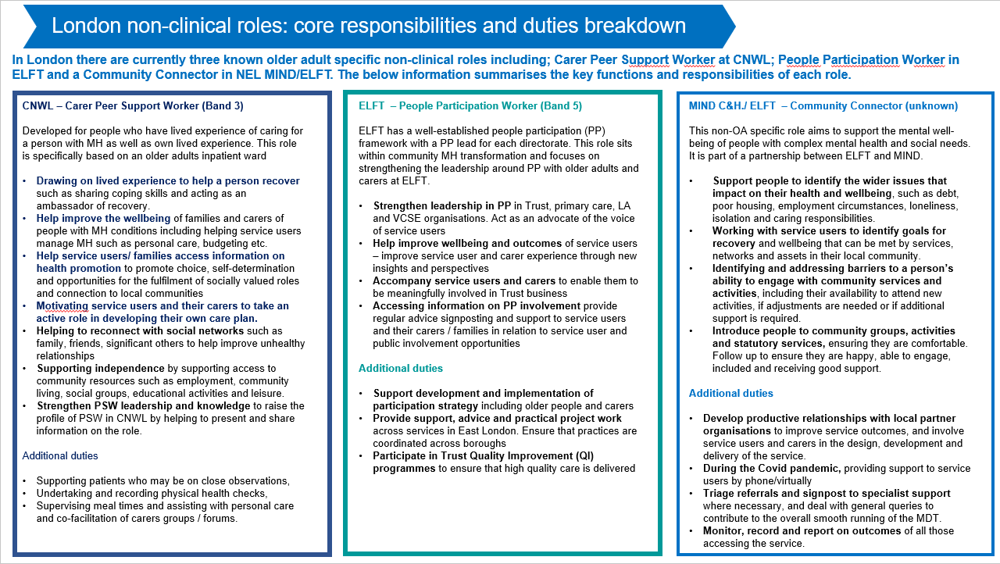 London non-clinical roles: core responsibilities and duties breakdown
In London there are currently three known older adult specific non-clinical roles including; Carer Peer Support Worker at CNWL; People Participation Worker in
ELFT and a Community Connector in NEL MIND/ELFT. The below information summarises the key functions and responsibilities of each role.
CNWL – Carer Peer Support Worker (Band 3)
Developed for people who have lived experience of caring for
a person with MH as well as own lived experience. This role
is specifically based on an older adults inpatient ward
• Drawing on lived experience to help a person recover
such as sharing coping skills and acting as an
ambassador of recovery.
• Help improve the wellbeing of families and carers of
people with MH conditions including helping service users
manage MH such as personal care, budgeting etc.
• Help service users/ families access information on
health promotion to promote choice, self-determination
and opportunities for the fulfilment of socially valued roles
and connection to local communities
• Motivating service users and their carers to take an
active role in developing their own care plan.
• Helping to reconnect with social networks such as
family, friends, significant others to help improve unhealthy
relationships
• Supporting independence by supporting access to
community resources such as employment, community
living, social groups, educational activities and leisure.
• Strengthen PSW leadership and knowledge to raise the
profile of PSW in CNWL by helping to present and share
information on the role.
Additional duties
• Supporting patients who may be on close observations,
• Undertaking and recording physical health checks,
• Supervising meal times and assisting with personal care
and co-facilitation of carers groups / forums.
ELFT – People Participation Worker (Band 5)
ELFT has a well-established people participation (PP)
framework with a PP lead for each directorate. This role sits
within community MH transformation and focuses on
strengthening the leadership around PP with older adults and
carers at ELFT.
• Strengthen leadership in PP in Trust, primary care, LA
and VCSE organisations. Act as an advocate of the voice
of service users
• Help improve wellbeing and outcomes of service users
– improve service user and carer experience through new
insights and perspectives
• Accompany service users and carers to enable them to
be meaningfully involved in Trust business
• Accessing information on PP involvement provide
regular advice signposting and support to service users
and their carers / families in relation to service user and
public involvement opportunities
Additional duties
• Support development and implementation of
participation strategy including older people and carers
• Provide support, advice and practical project work
across services in East London. Ensure that practices are
coordinated across boroughs
• Participate in Trust Quality Improvement (QI)
programmes to ensure that high quality care is delivered
MIND C&H./ ELFT – Community Connector (unknown)
This non-OA specific role aims to support the mental well-
being of people with complex mental health and social needs.
It is part of a partnership between ELFT and MIND.
• Support people to identify the wider issues that
impact on their health and wellbeing, such as debt,
poor housing, employment circumstances, loneliness,
isolation and caring responsibilities.
• Working with service users to identify goals for
recovery and wellbeing that can be met by services,
networks and assets in their local community.
• Identifying and addressing barriers to a person's
ability to engage with community services and
activities, including their availability to attend new
activities, if adjustments are needed or if additional
support is required.
• Introduce people to community groups, activities
and statutory services, ensuring they are comfortable.
Follow up to ensure they are happy, able to engage,
included and receiving good support.
Additional duties
• Develop productive relationships with local partner
organisations to improve service outcomes, and involve
service users and carers in the design, development and
delivery of the service.
• During the Covid pandemic, providing support to service
users by phone/virtually
• Triage referrals and signpost to specialist support
where necessary, and deal with general queries to
contribute to the overall smooth running of the MDT.
• Monitor, record and report on outcomes of all those
accessing the service.